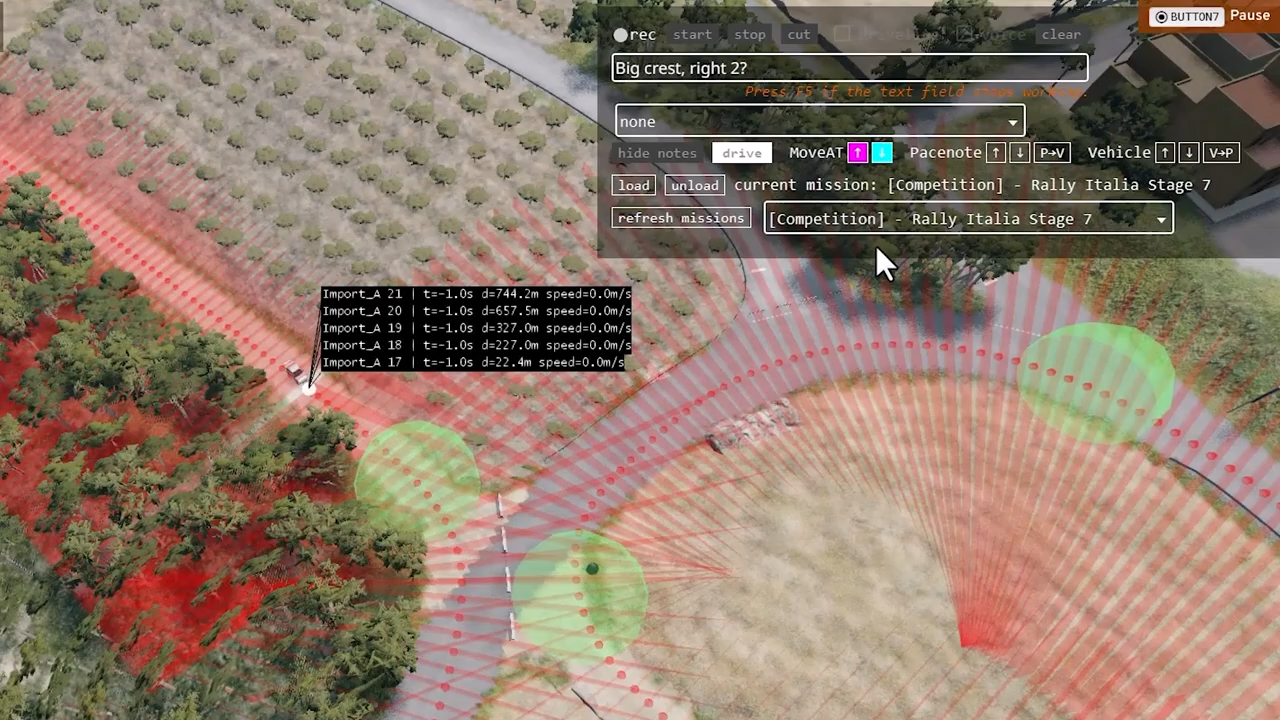 BUTTON7 Pause
rec start stop cut voice clear
Big crest, right 2?
Press F5 if the text field stops working.
none
hide notes drive MoveAT ↑ ↓ Pacenote ↑ ↓ P→V Vehicle ↑ ↓ V→P
load unload current mission: [Competition] - Rally Italia Stage 7
refresh missions [Competition] - Rally Italia Stage 7
Import_A 21 | t=-1.0s d=744.2m speed=0.0m/s
Import_A 20 | t=-1.0s d=657.5m speed=0.0m/s
Import_A 19 | t=-1.0s d=327.0m speed=0.0m/s
Import_A 18 | t=-1.0s d=227.0m speed=0.0m/s
Import_A 17 | t=-1.0s d=22.4m speed=0.0m/s